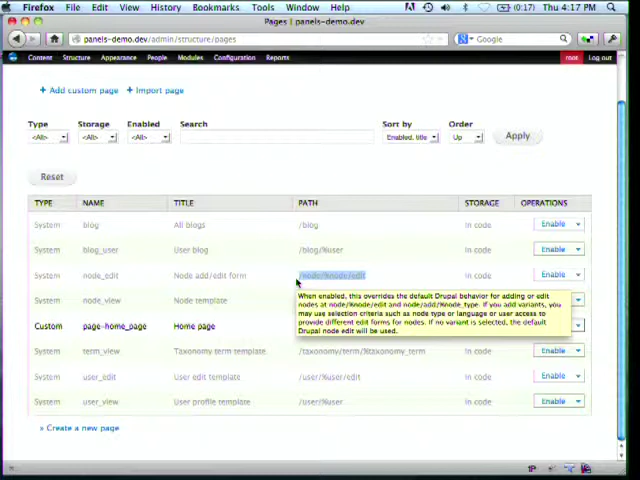 Firefox File Edit View History Bookmarks Tools Window Help (0:17) Thu 4:17 PM
Pages | panels-demo.dev
panels-demo.dev/admin/structure/pages Google
Content Structure Appearance People Modules Configuration Reports root Log out
+ Add custom page + Import page
Type Storage Enabled Search Sort by Order
<All> <All> <All> Enabled, title Up Apply
Reset
TYPE NAME TITLE PATH STORAGE OPERATIONS
System blog All blogs /blog In code Enable
System blog_user User blog /blog/%user In code Enable
System node_edit Node add/edit form /node/%node/edit In code Enable
System node_view Node template
When enabled, this overrides the default Drupal behavior for adding or edit
nodes at node/%node/edit and node/add/%node_type. If you add variants, you
may use selection criteria such as node type or language or user access to
provide different edit forms for nodes. If no variant is selected, the default
Drupal node edit will be used.
Custom page-home_page Home page
System term_view Taxonomy term template /taxonomy/term/%taxonomy_term In code Enable
System user_edit User edit template /user/%user/edit In code Enable
System user_view User profile template /user/%user In code Enable
» Create a new page